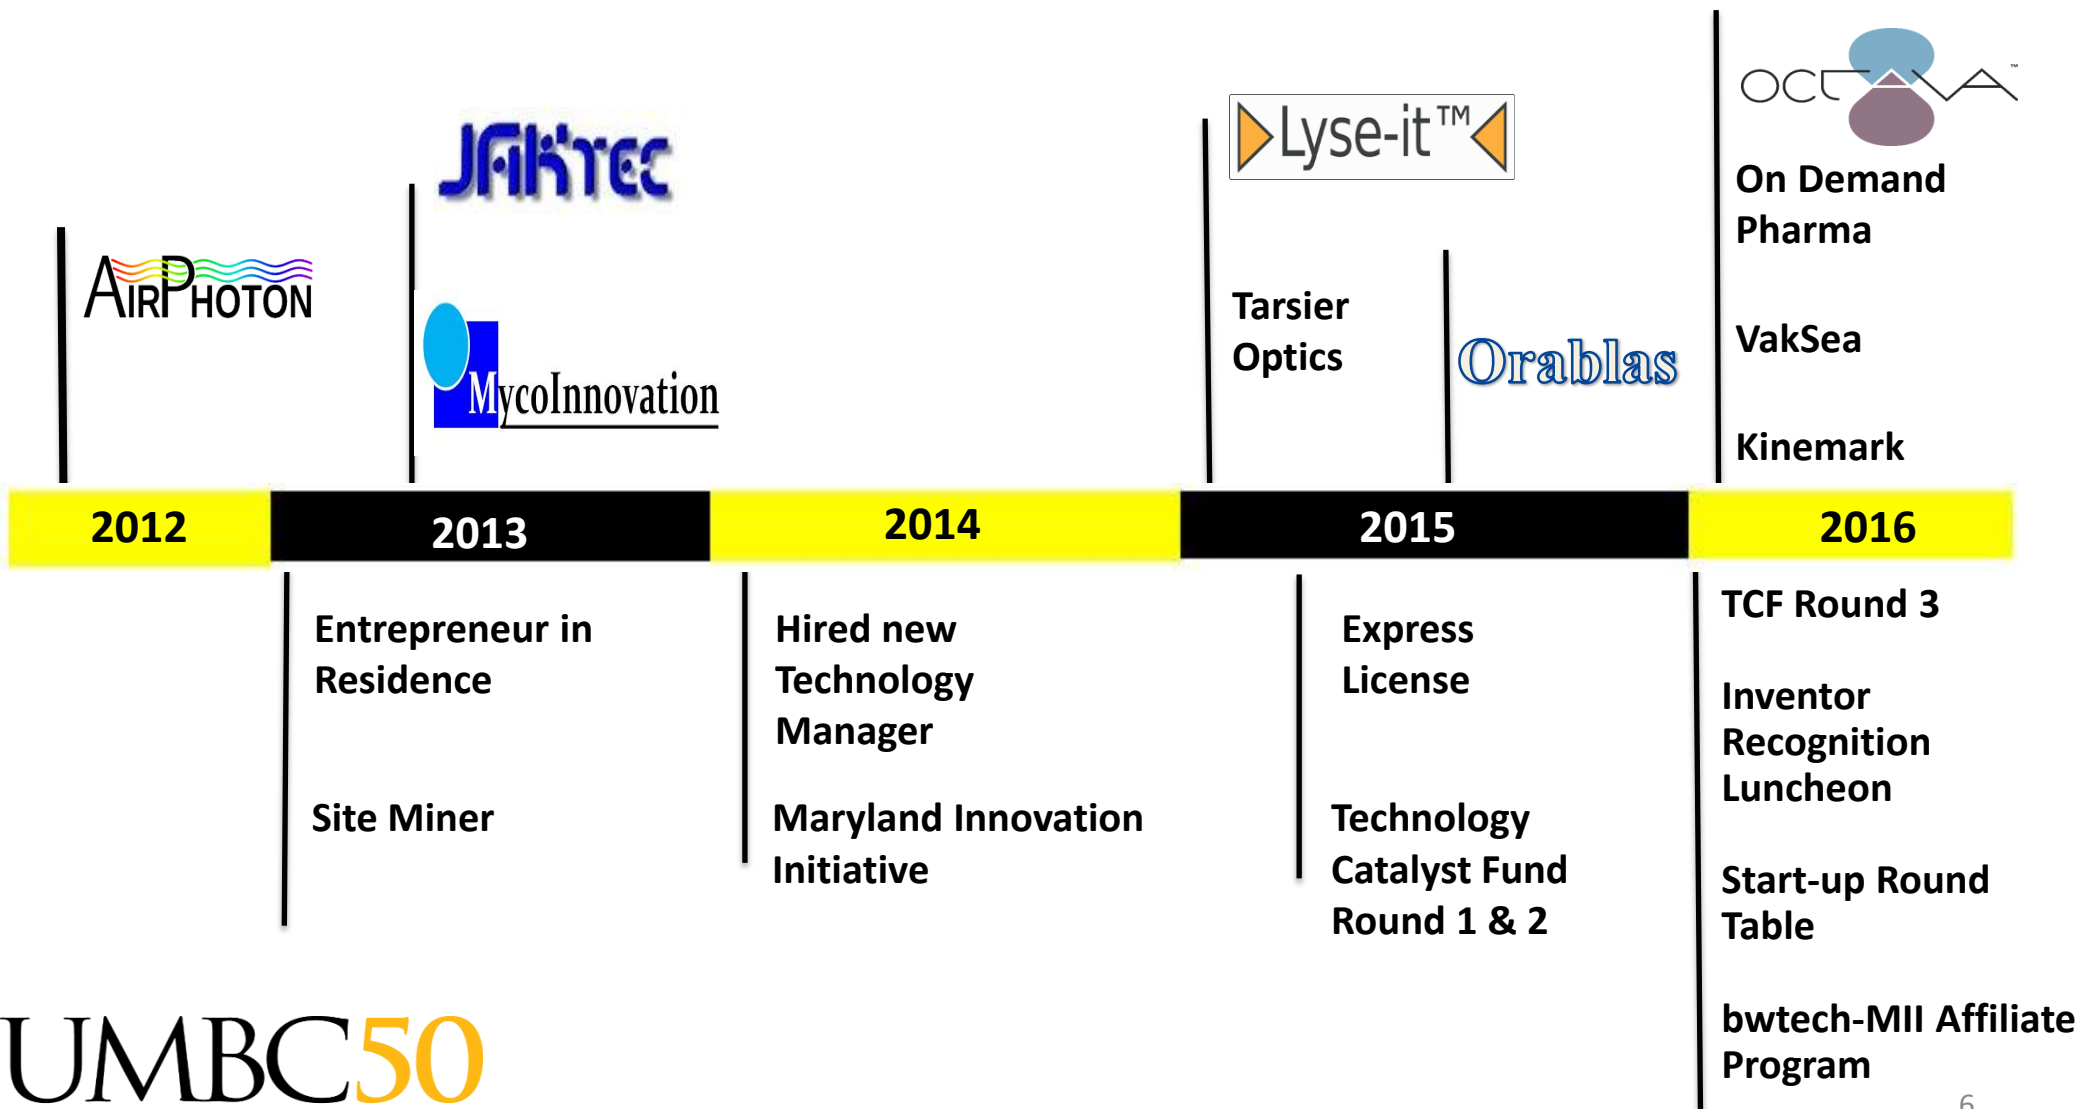 AIRPHOTON
JAKTEC
MycoInnovation
Lyse-it™
Tarsier
Optics
Orablas
OCTAVA™
On Demand
Pharma
VakSea
Kinemark
2012
2013
2014
2015
2016
Entrepreneur in
Residence
Site Miner
Hired new
Technology
Manager
Maryland Innovation
Initiative
Express
License
Technology
Catalyst Fund
Round 1 & 2
TCF Round 3
Inventor
Recognition
Luncheon
Start-up Round
Table
bwtech-MII Affiliate
Program
UMBC50
6